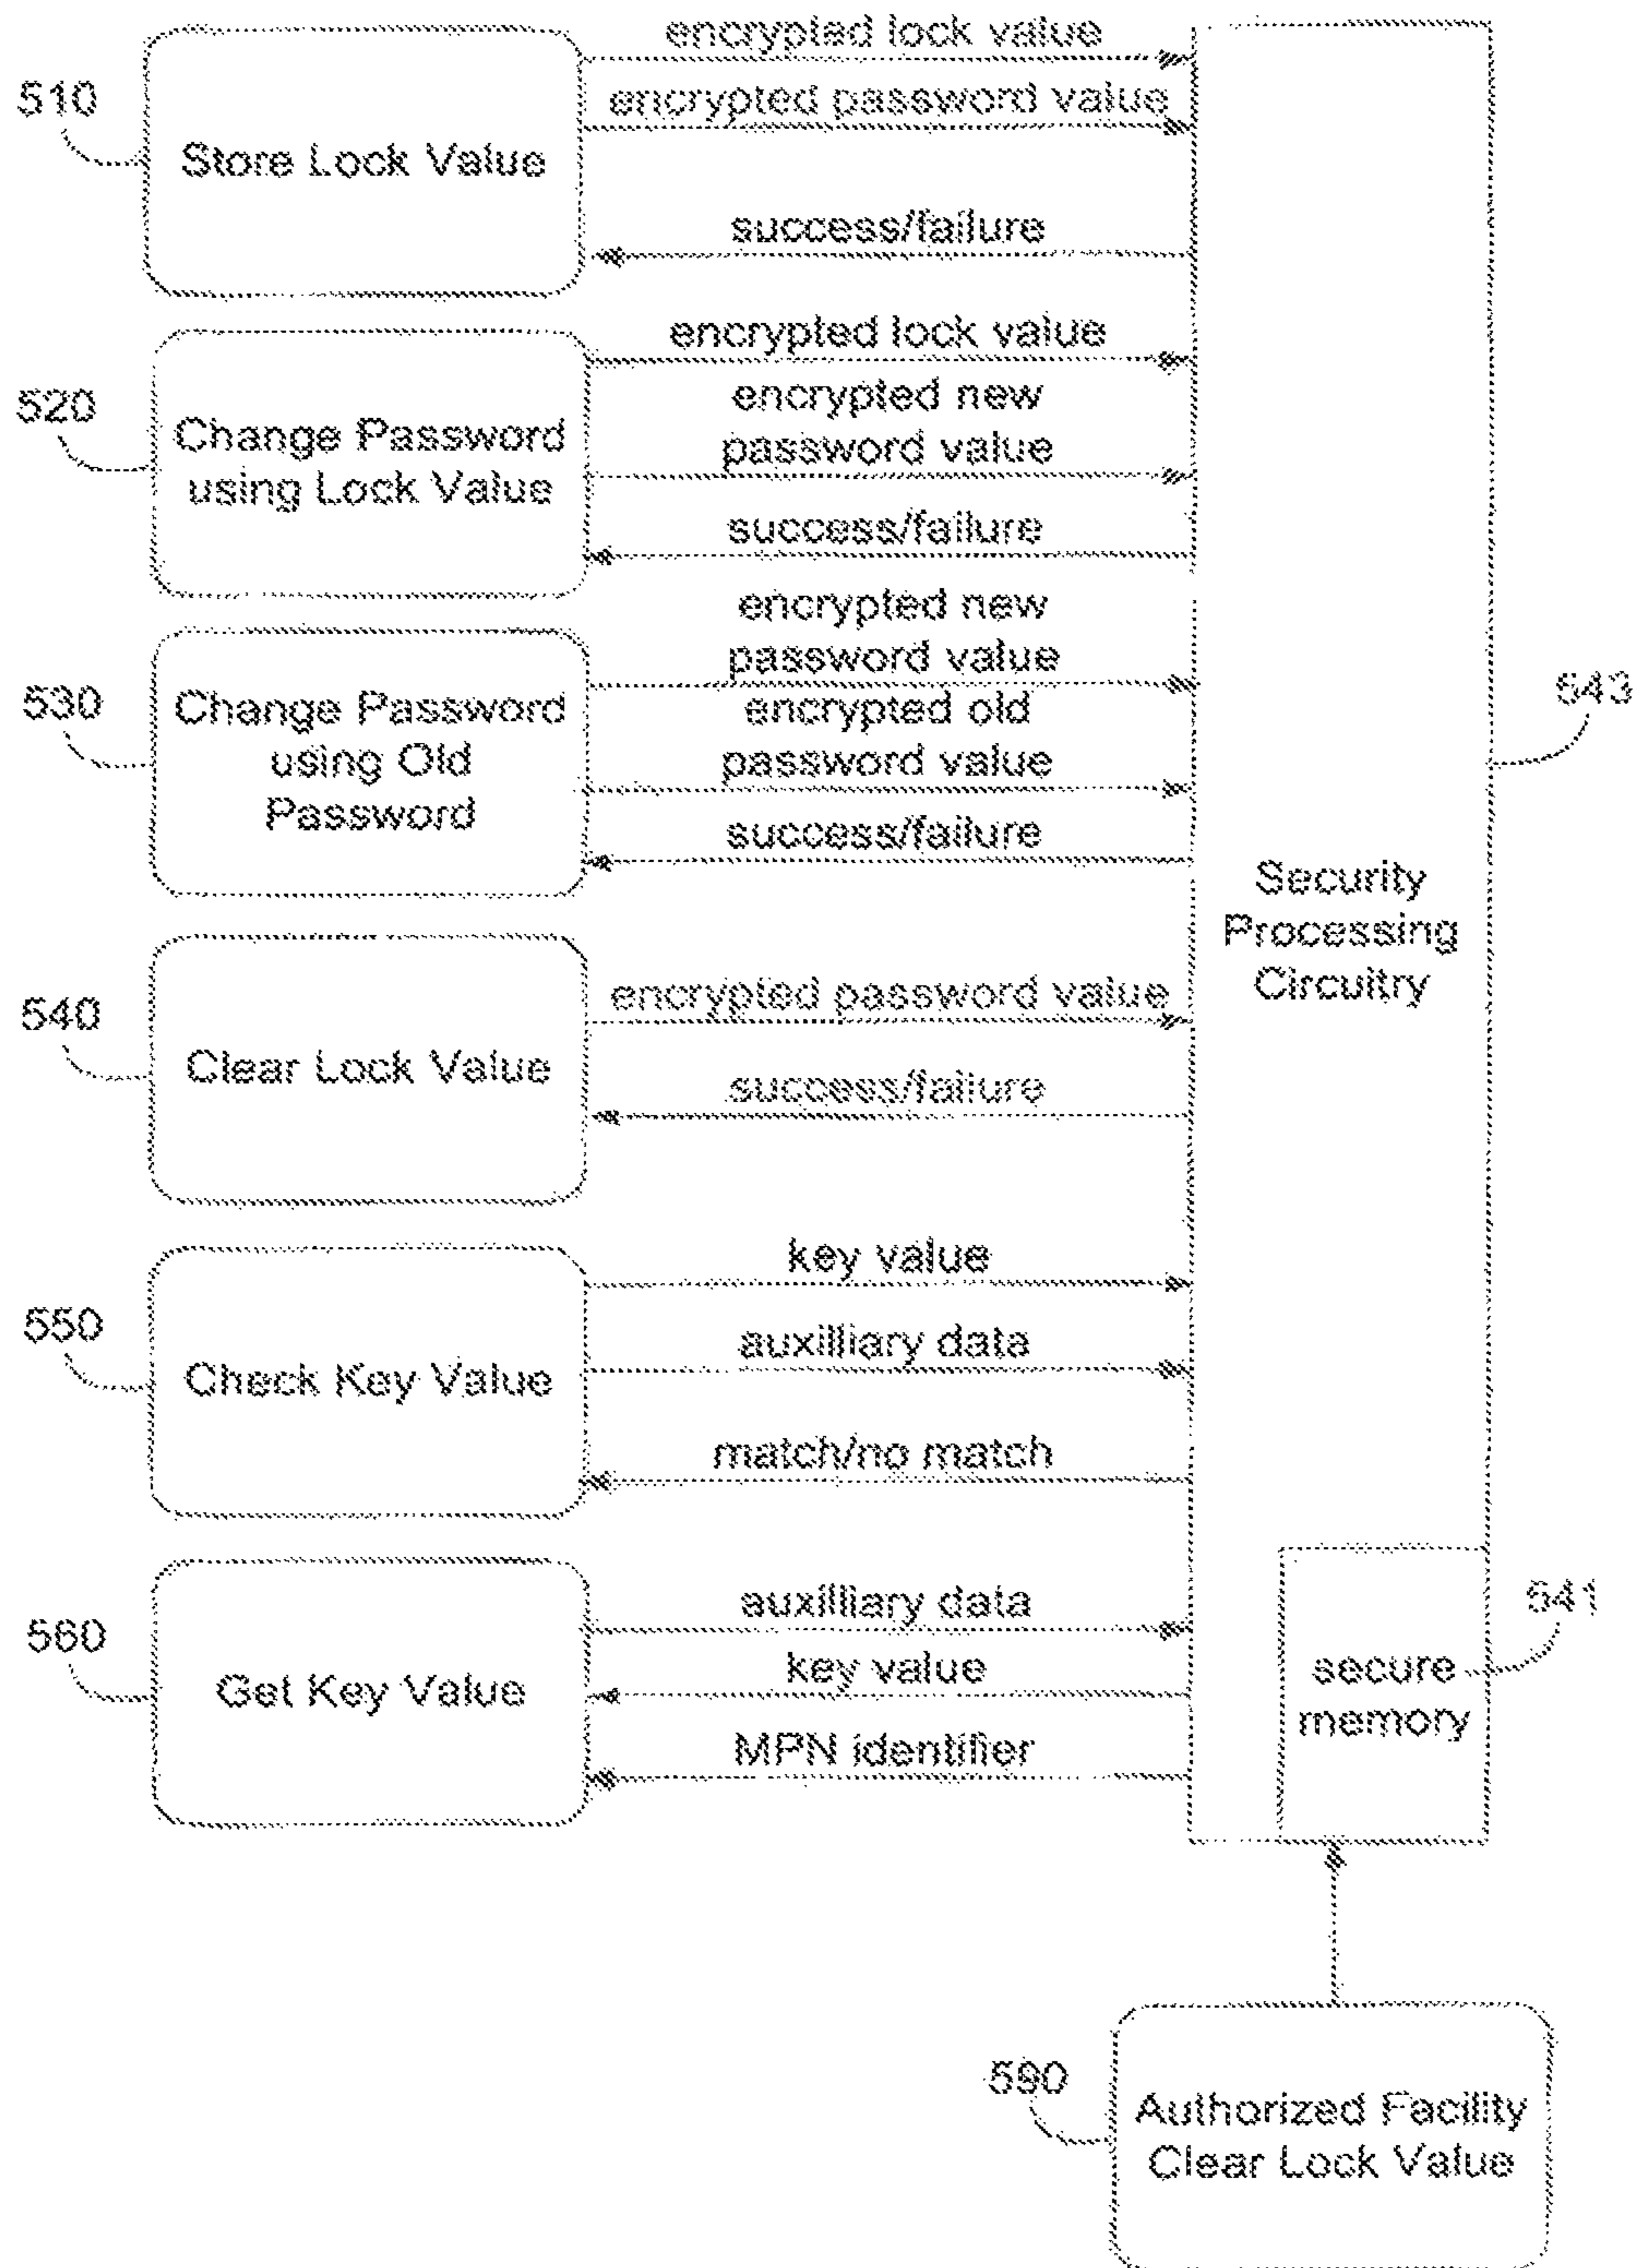 encrypted lock value
510
encrypted password value
Store Lock Value
success/failure
encrypted lock value
520
encrypted new
password value
Change Password
using Lock Value
success/failure
encrypted new
password value
530
543
Change Password
using Old
Password
encrypted old
password value
success/failure
Security
Processing
Circuitry
540
encrypted password value
Clear Lock Value
success/failure
key value
550
auxilliary data
Check Key Value
match/no match
auxilliary data
541
560
key value
Get Key Value
secure
memory
MPN identifier
590
Authorized Facility
Clear Lock Value